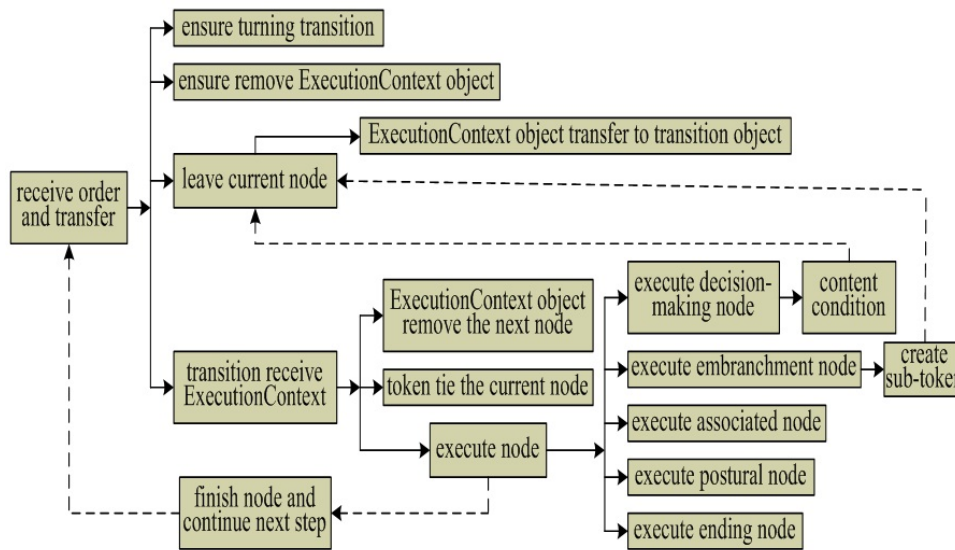 ensure turning transition
ensure remove ExecutionContext object
ExecutionContext object transfer to transition object
leave current node
receive order
and transfer
execute decision-
making node
content
condition
ExecutionContext object
remove the next node
execute embranchment node
create
sub-token
transition receive
ExecutionContext
token tie the current node
execute associated node
execute node
execute postural node
finish node and
continue next step
execute ending node